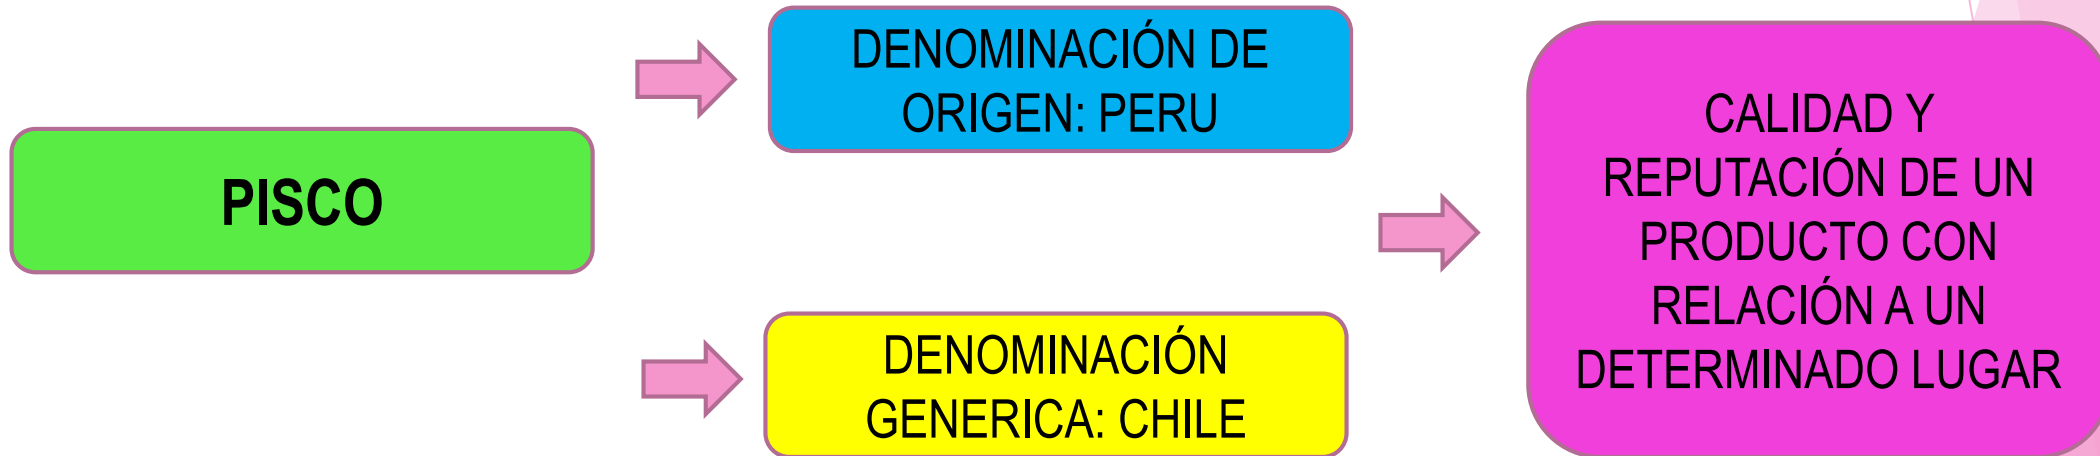 PISCO
DENOMINACIÓN DE
ORIGEN: PERU
DENOMINACIÓN
GENERICA: CHILE
CALIDAD Y
REPUTACIÓN DE UN
PRODUCTO CON
RELACIÓN A UN
DETERMINADO LUGAR